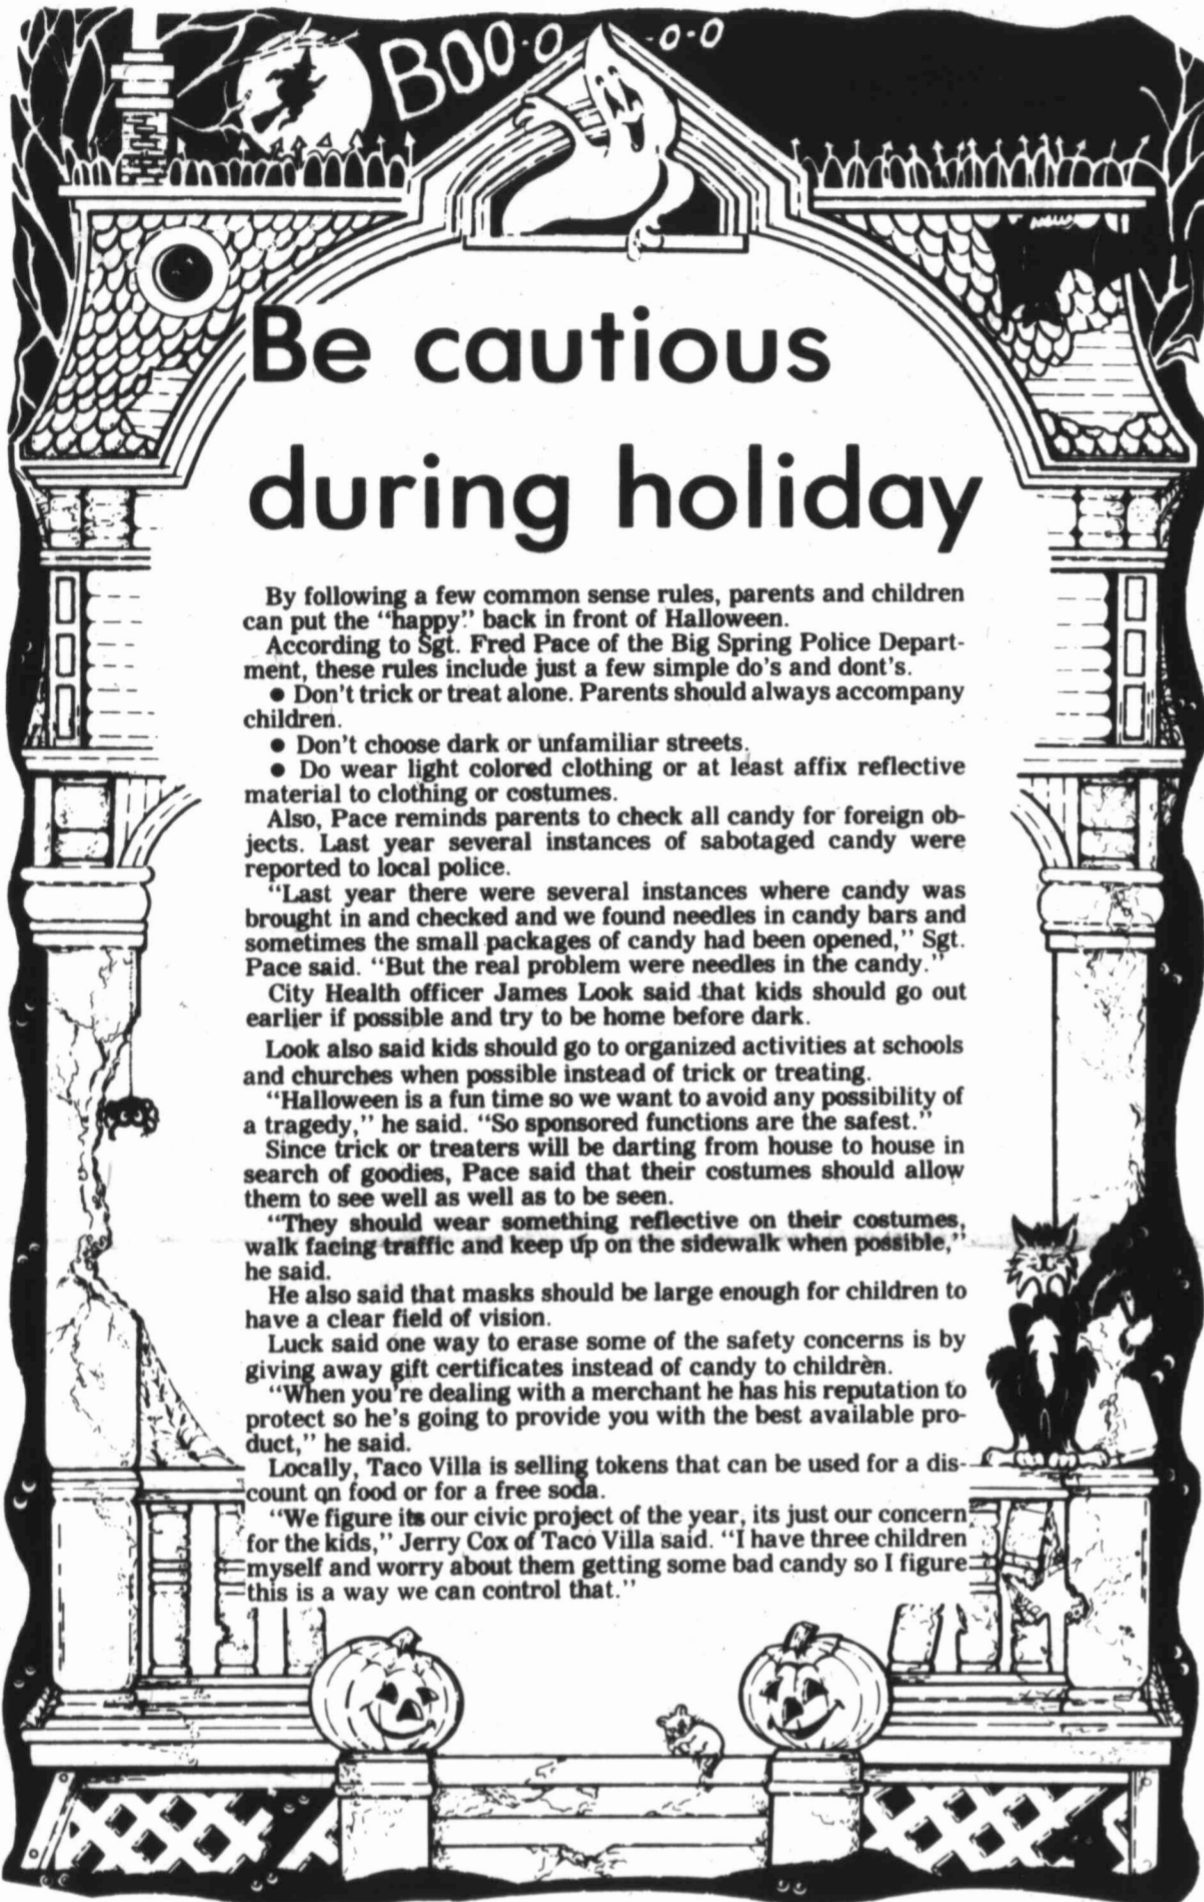 BOO-O -O-O
Be cautious
during holiday
By following a few common sense rules, parents and children
can put the "happy" back in front of Halloween.
According to Sgt. Fred Pace of the Big Spring Police Depart-
ment, these rules include just a few simple do's and dont's.
● Don't trick or treat alone. Parents should always accompany
children.
● Don't choose dark or unfamiliar streets.
● Do wear light colored clothing or at least affix reflective
material to clothing or costumes.
Also, Pace reminds parents to check all candy for foreign ob-
jects. Last year several instances of sabotaged candy were
reported to local police.
"Last year there were several instances where candy was
brought in and checked and we found needles in candy bars and
sometimes the small packages of candy had been opened," Sgt.
Pace said. "But the real problem were needles in the candy."
City Health officer James Look said that kids should go out
earlier if possible and try to be home before dark.
Look also said kids should go to organized activities at schools
and churches when possible instead of trick or treating.
"Halloween is a fun time so we want to avoid any possibility of
a tragedy," he said. "So sponsored functions are the safest."
Since trick or treaters will be darting from house to house in
search of goodies, Pace said that their costumes should allow
them to see well as well as to be seen.
"They should wear something reflective on their costumes,
walk facing traffic and keep up on the sidewalk when possible,"
he said.
He also said that masks should be large enough for children to
have a clear field of vision.
Luck said one way to erase some of the safety concerns is by
giving away gift certificates instead of candy to children.
"When you're dealing with a merchant he has his reputation to
protect so he's going to provide you with the best available pro-
duct," he said.
Locally, Taco Villa is selling tokens that can be used for a dis-
count on food or for a free soda.
"We figure its our civic project of the year, its just our concern
for the kids," Jerry Cox of Taco Villa said. "I have three children
myself and worry about them getting some bad candy so I figure
this is a way we can control that."